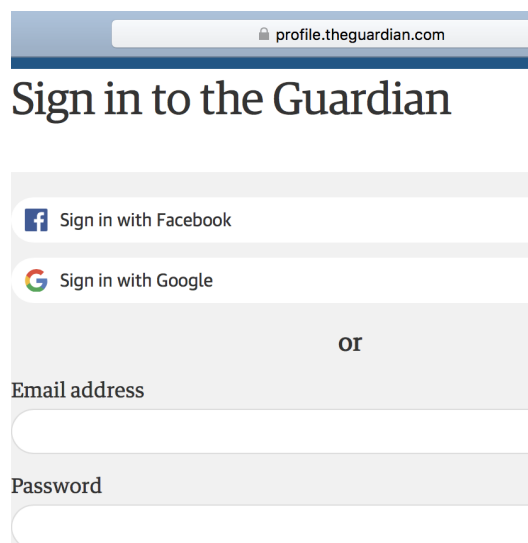 profile.theguardian.com
Sign in to the Guardian
Sign in with Facebook
Sign in with Google
or
Email address
Password